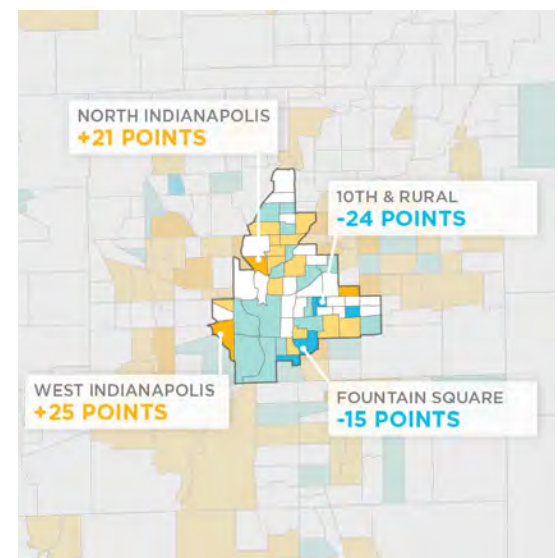 NORTH INDIANAPOLIS
+21 POINTS
10TH & RURAL
-24 POINTS
WEST INDIANAPOLIS
+25 POINTS
FOUNTAIN SQUARE
-15 POINTS